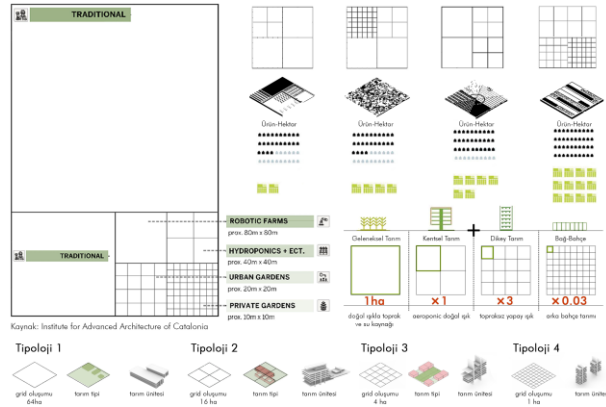 TRADITIONAL
TRADITIONAL
ROBOTIC FARMS
prox. 80m x 80m
HYDROPONICS + ECT.
prox. 40m x 40m
URBAN GARDENS
prox. 20m x 20m
PRIVATE GARDENS
prox. 10m x 10m
Kaynak: Institute for Advanced Architecture of Catalonia
Ürün-Hektar
Ürün-Hektar
Ürün-Hektar
Ürün-Hektar
Geleneksel Tarım
Kentsel Tarım
+
Dikey Tarım
Bağ-Bahçe
1ha
×1
×3
×0.03
doğal ışıkla toprak
ve su kaynağı
aeroponic doğal ışık
topraksız yapay ışık
arka bahçe tarımı
Tipoloji 1
grid oluşumu
64ha
tarım tipi
tarım ünitesi
Tipoloji 2
grid oluşumu
16 ha
tarım tipi
tarım ünitesi
Tipoloji 3
grid oluşumu
4 ha
tarım tipi
tarım ünitesi
Tipoloji 4
grid oluşumu
1 ha
tarım tipi
tarım ünite